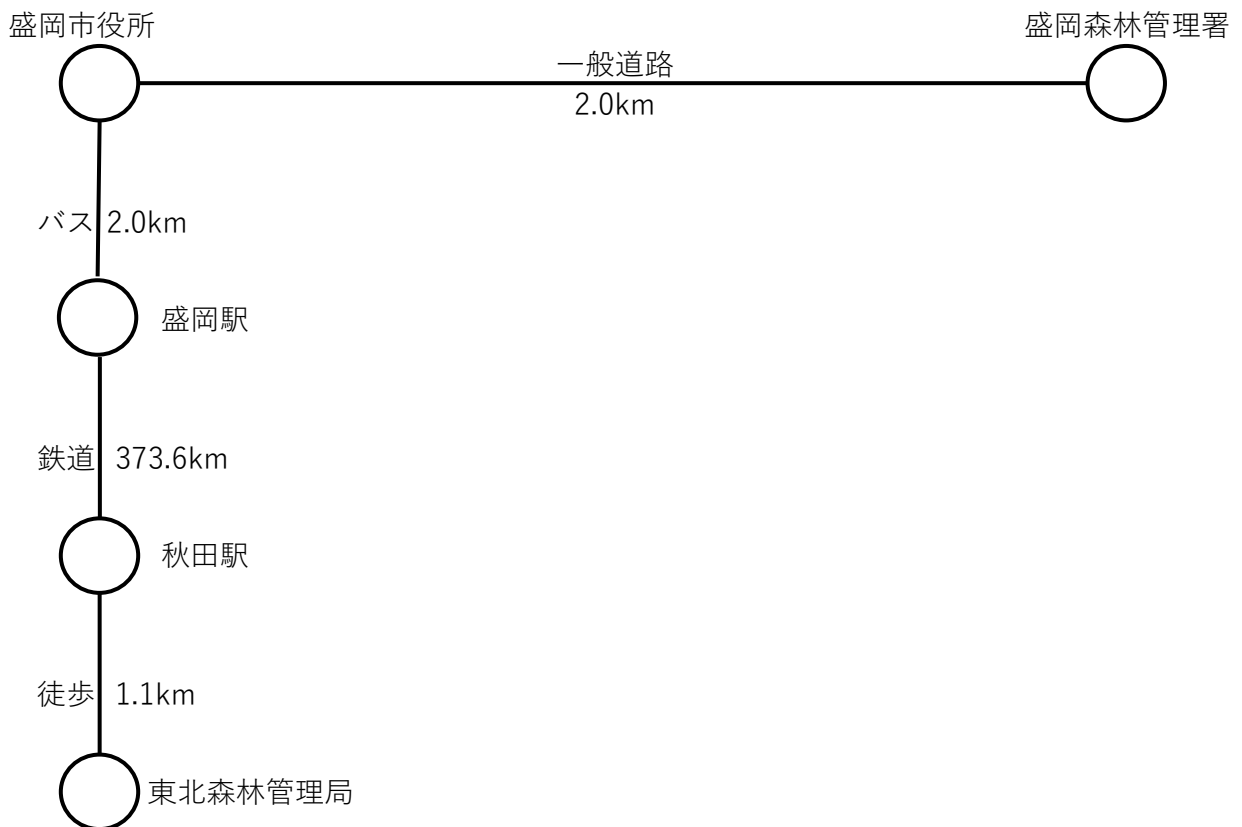 盛岡市役所
盛岡森林管理署
一般道路
2.0km
バス 2.0km
盛岡駅
鉄道 373.6km
秋田駅
徒歩 1.1km
東北森林管理局